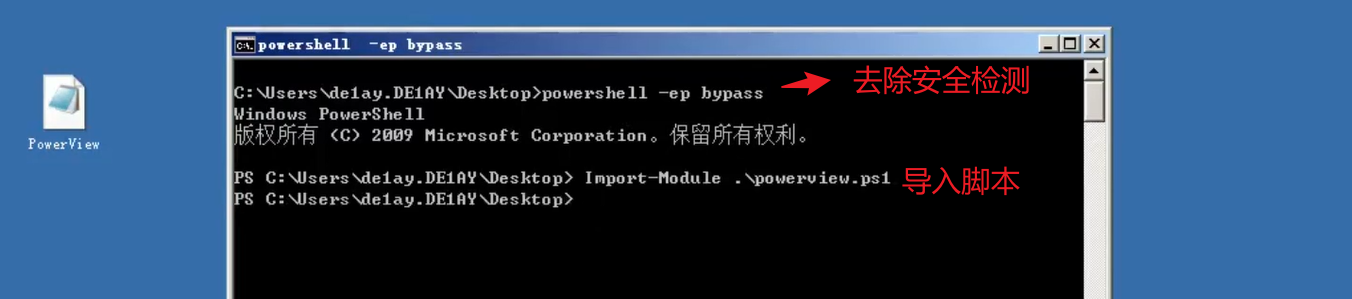 powershell -ep bypass
C:\Users\de1ay.DE1AY\Desktop>powershell -ep bypass
去除安全检测
Windows PowerShell
版权所有 (C) 2009 Microsoft Corporation。保留所有权利。
PowerView
PS C:\Users\de1ay.DE1AY\Desktop> Import-Module .\powerview.ps1
导入脚本
PS C:\Users\de1ay.DE1AY\Desktop>